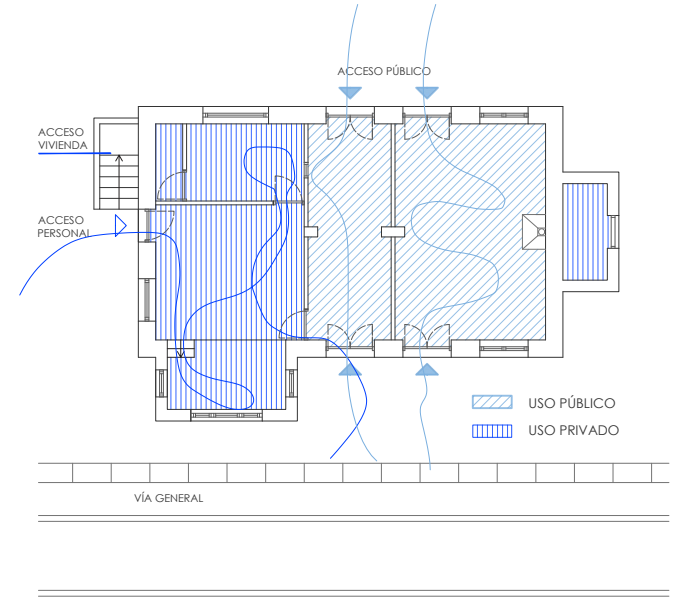 ACCESO PÚBLICO
ACCESO
VIVIENDA
ACCESO
PERSONAL
USO PÚBLICO
USO PRIVADO
VÍA GENERAL